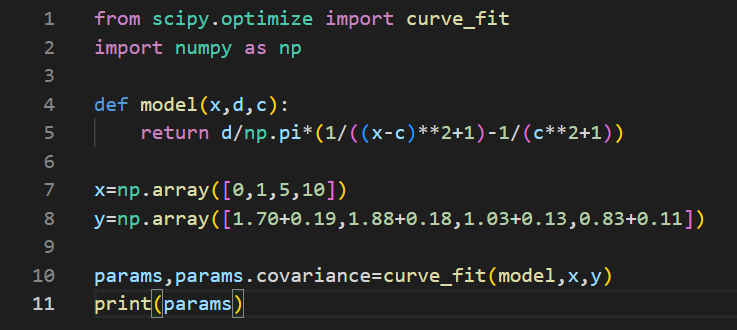 1 from scipy.optimize import curve_fit
2 import numpy as np
3
4 def model(x,d,c):
5     return d/np.pi*(1/((x-c)**2+1)-1/(c**2+1))
6
7 x=np.array([0,1,5,10])
8 y=np.array([1.70+0.19,1.88+0.18,1.03+0.13,0.83+0.11])
9
10 params,params.covariance=curve_fit(model,x,y)
11 print(params)